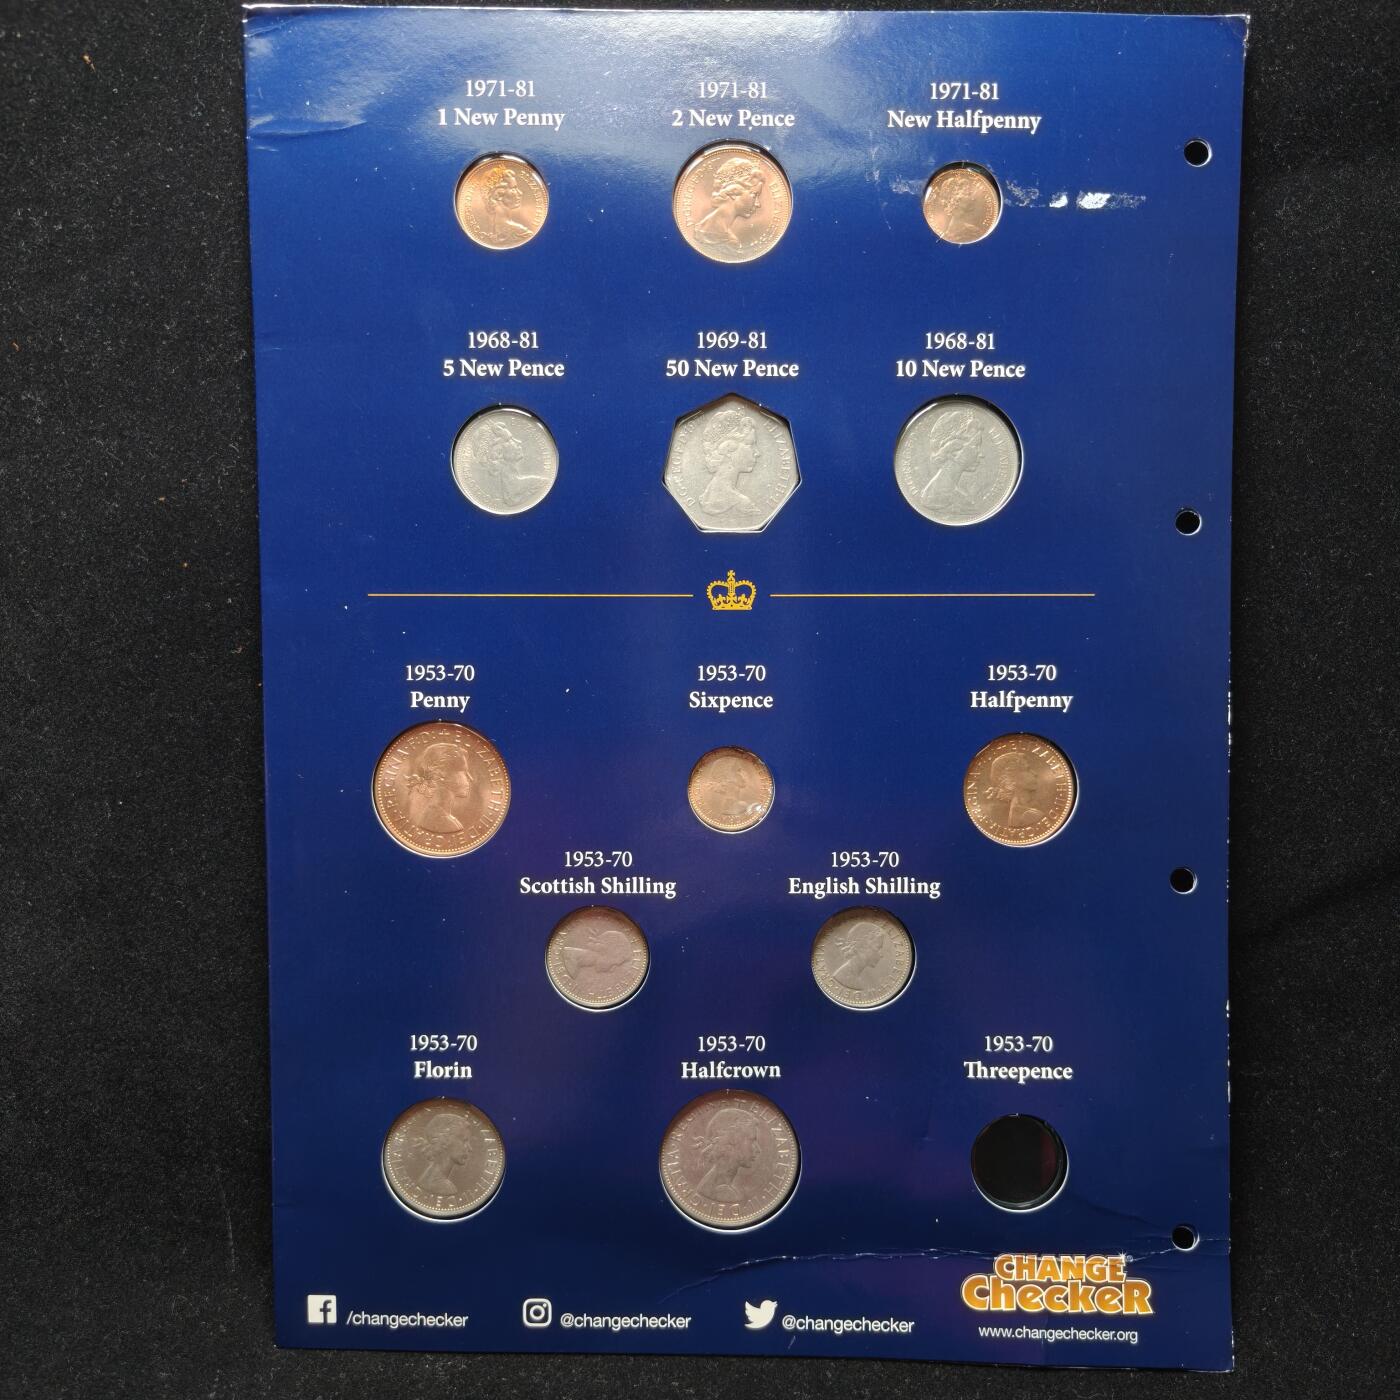 1971-81
1 New Penny
1971-81
2 New Pence
1971-81
New Halfpenny
1968-81
5 New Pence
1969-81
50 New Pence
1968-81
10 New Pence
1953-70
Penny
1953-70
Sixpence
1953-70
Halfpenny
1953-70
Scottish Shilling
1953-70
English Shilling
1953-70
Florin
1953-70
Halfcrown
1953-70
Threepence
CHANGE
CHECKER
/changechecker
@changechecker
@changechecker
www.changechecker.org